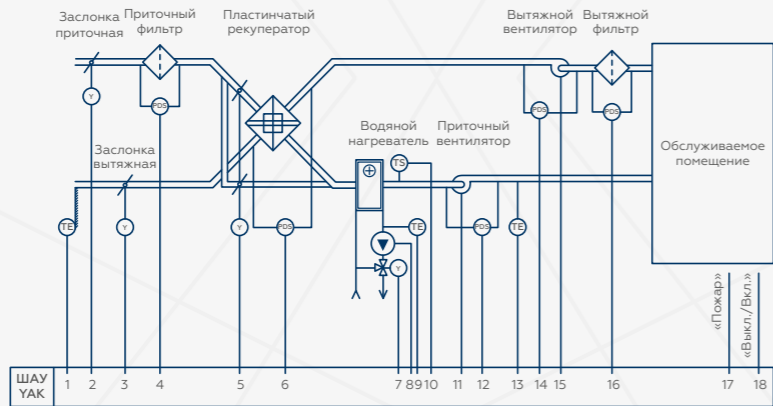 Заслонка
приточная
Приточный
фильтр
Пластинчатый
рекуператор
Вытяжной
вентилятор
Вытяжной
фильтр
Y
PDS
Y
PDS
PDS
Заслонка
вытяжная
Водяной
нагреватель
Приточный
вентилятор
Обслуживаемое
помещение
TS
TE
Y
Y
PDS
TE
PDS
TE
Y
«Пожар»
«Выкл./Вкл.»
ШАУ
YAK
1 2 3 4 5 6 7 8 9 10 11 12 13 14 15 16 17 18